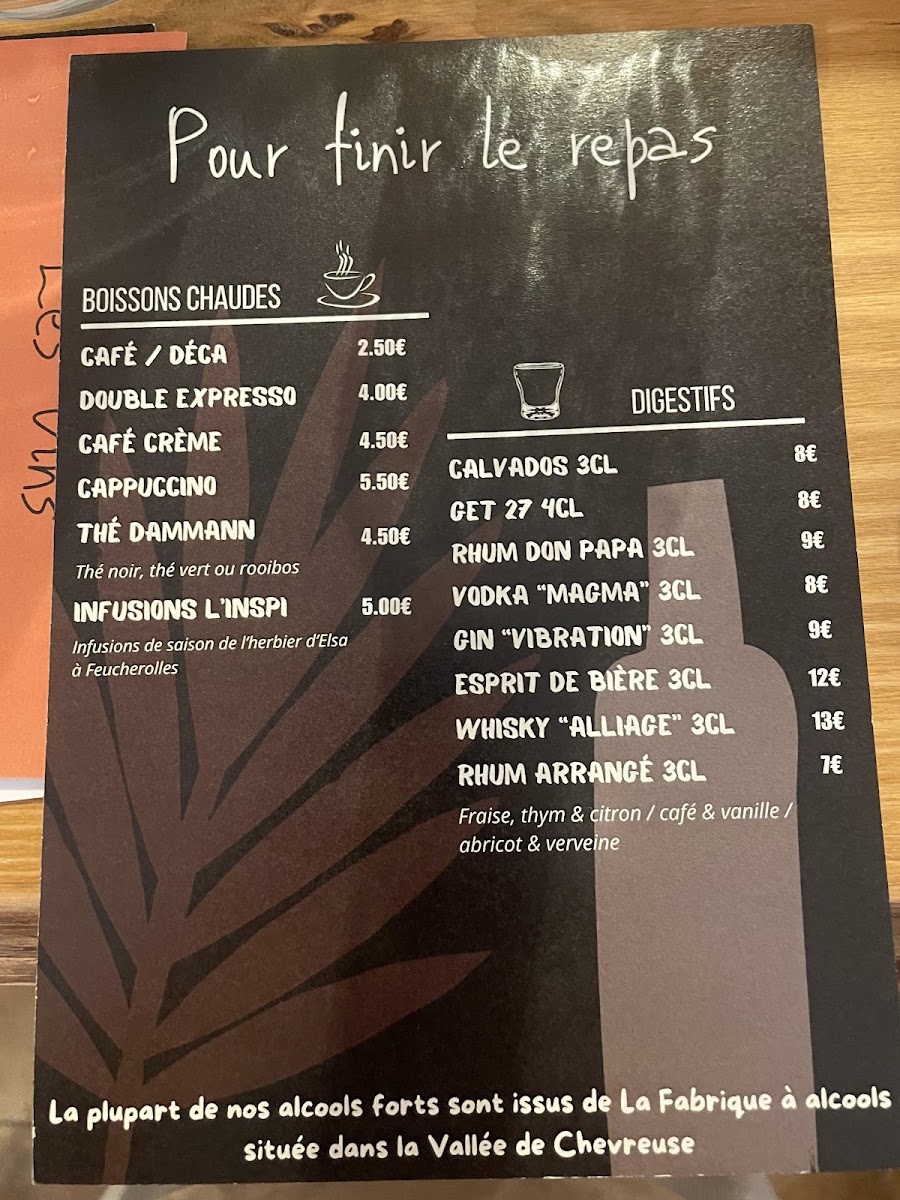 Pour finir le repas
BOISSONS CHAUDES
CAFÉ / DÉCA 2.50€
DOUBLE EXPRESSO 4.00€
CAFÉ CRÈME 4.50€
CAPPUCCINO 5.50€
THÉ DAMMANN 4.50€
Thé noir, thé vert ou rooibos
INFUSIONS L'INSPI 5.00€
Infusions de saison de l'herbier d'Elsa
à Feucherolles
DIGESTIFS
CALVADOS 3CL 8€
GET 27 4CL 8€
RHUM DON PAPA 3CL 9€
VODKA "MAGMA" 3CL 8€
GIN "VIBRATION" 3CL 9€
ESPRIT DE BIÈRE 3CL 12€
WHISKY "ALLIAGE" 3CL 13€
RHUM ARRANGÉ 3CL 7€
Fraise, thym & citron / café & vanille /
abricot & verveine
La plupart de nos alcools forts sont issus de La Fabrique à alcools
située dans la Vallée de Chevreuse
Les vins